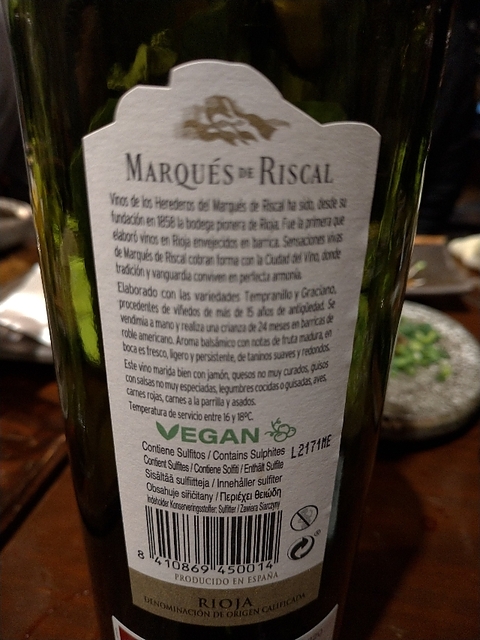 MARQUÉS DE RISCAL
Vinos de los Herederos del Marqués de Riscal ha sido, desde su
fundación en 1858 la bodega pionera de Rioja. Fue la primera que
elaboró vinos en Rioja envejecidos en barrica. Sensaciones vivas
de Marqués de Riscal cobran forma con la Ciudad del Vino, donde
tradición y vanguardia conviven en perfecta armonía.
Elaborado con las variedades Tempranillo y Graciano,
procedentes de viñedos de más de 15 años de antigüedad. Se
vendimia a mano y realiza una crianza de 24 meses en barricas de
roble americano. Aroma balsámico con notas de fruta madura, en
boca es fresco, ligero y persistente, de taninos suaves y redondos.
Este vino marida bien con jamón, quesos no muy curados, guisos
con salsas no muy especiadas, legumbres cocidas o guisadas, aves,
carnes rojas, carnes a la parrilla y asados.
Temperatura de servicio entre 16 y 18ºC.
VEGAN
Contiene Sulfitos / Contains Sulphites L2171ME
Contient Sulfites / Contiene Solfiti / Enthält Sulfite
Sisältää sulfiitteja / Innehåller sulfiter
Obsahuje siřičitany / Περιέχει θειώδη
Indeholder Konserveringsstoffer: Sulfitter / Zawiera Siarczyny
8 410869 450014
PRODUCIDO EN ESPAÑA
RIOJA
DENOMINACIÓN DE ORIGEN CALIFICADA